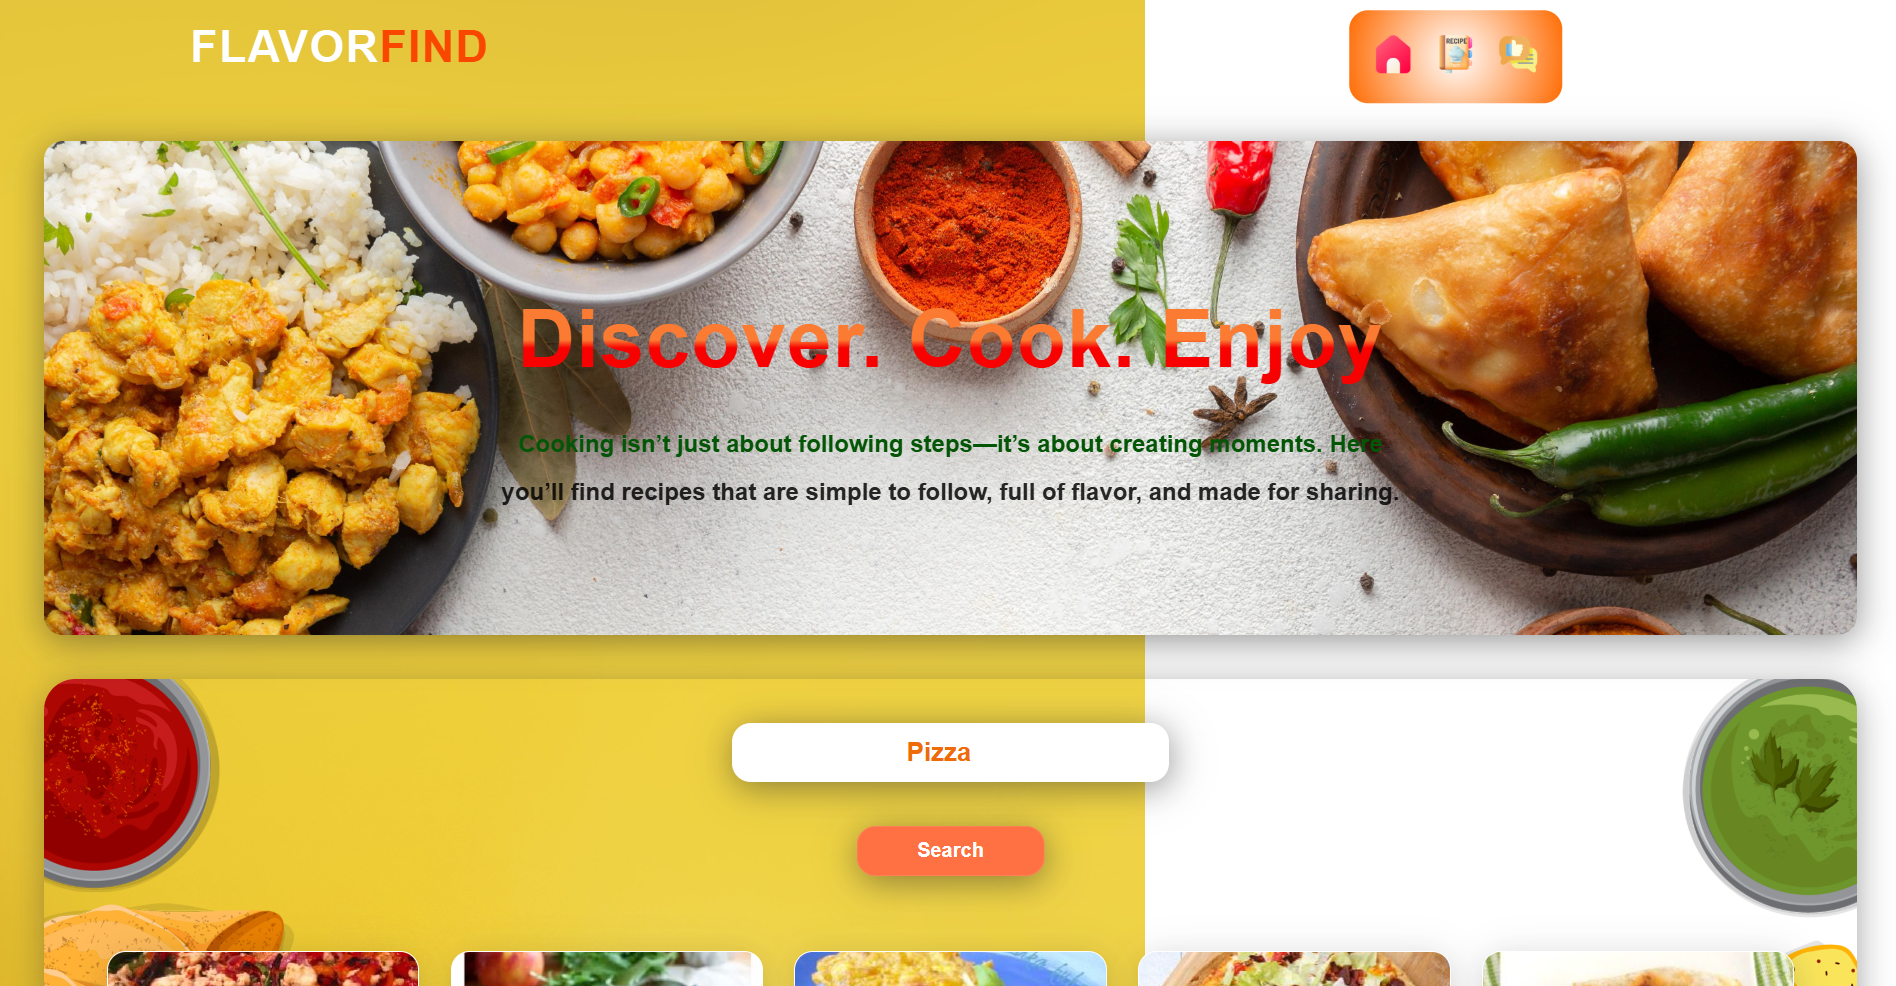 FLAVORFIND
RECIPE
Discover. Cook. Enjoy
Cooking isn’t just about following steps—it’s about creating moments. Here
you’ll find recipes that are simple to follow, full of flavor, and made for sharing.
Pizza
Search